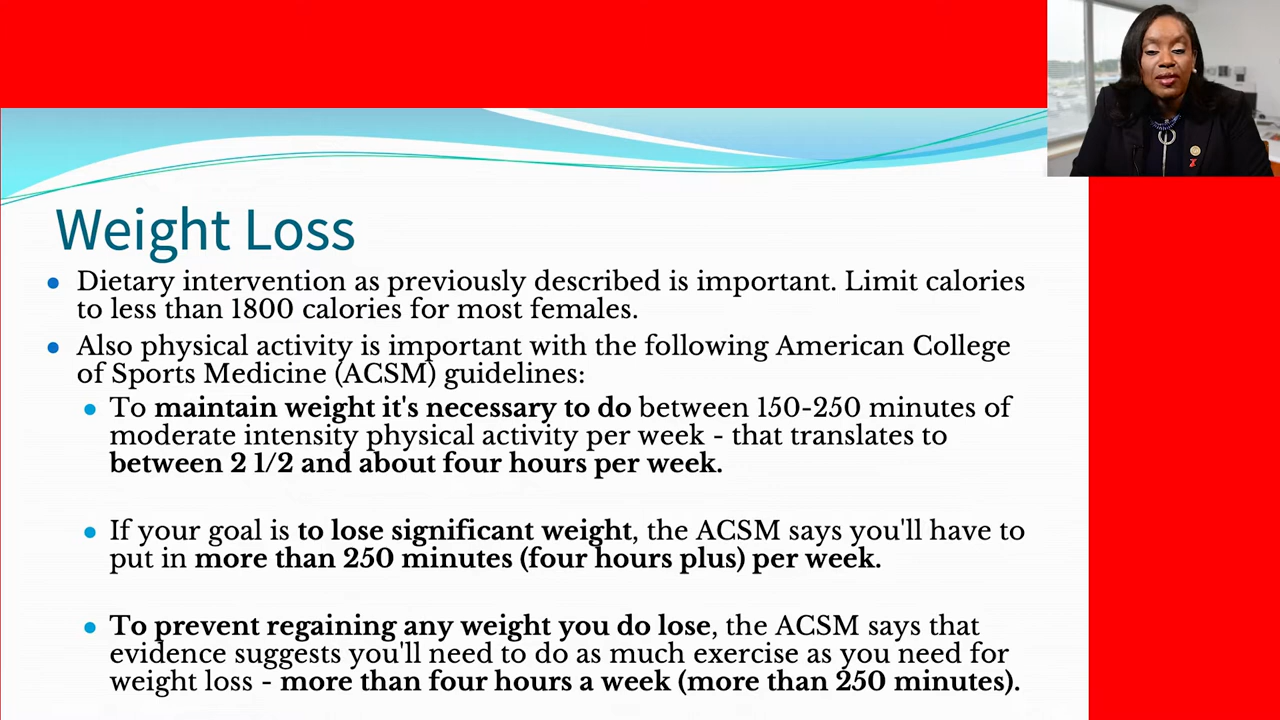 Weight Loss
Dietary intervention as previously described is important. Limit calories
to less than 1800 calories for most females.
Also physical activity is important with the following American College
of Sports Medicine (ACSM) guidelines:
To maintain weight it's necessary to do between 150-250 minutes of
moderate intensity physical activity per week - that translates to
between 2 1/2 and about four hours per week.
If your goal is to lose significant weight, the ACSM says you'll have to
put in more than 250 minutes (four hours plus) per week.
To prevent regaining any weight you do lose, the ACSM says that
evidence suggests you'll need to do as much exercise as you need for
weight loss - more than four hours a week (more than 250 minutes).